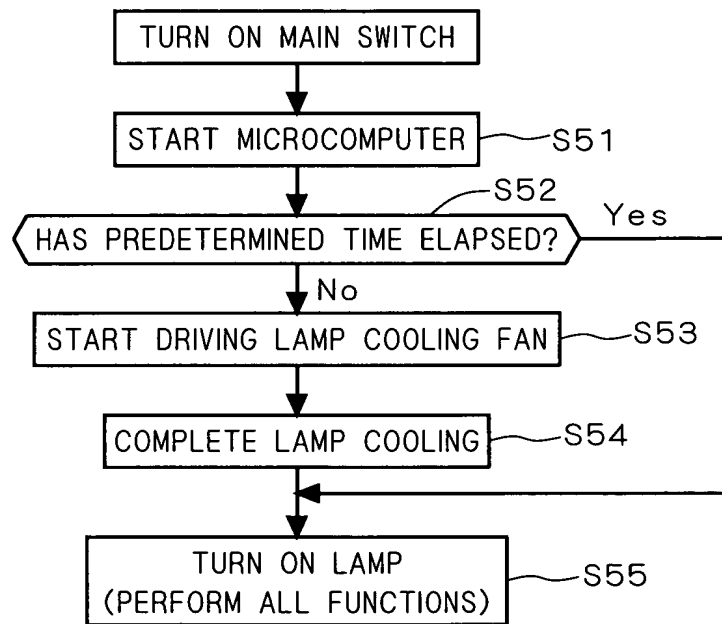 TURN ON MAIN SWITCH
START MICROCOMPUTER
S51
S52
HAS PREDETERMINED TIME ELAPSED?
Yes
No
START DRIVING LAMP COOLING FAN
S53
COMPLETE LAMP COOLING
S54
TURN ON LAMP
(PERFORM ALL FUNCTIONS)
S55